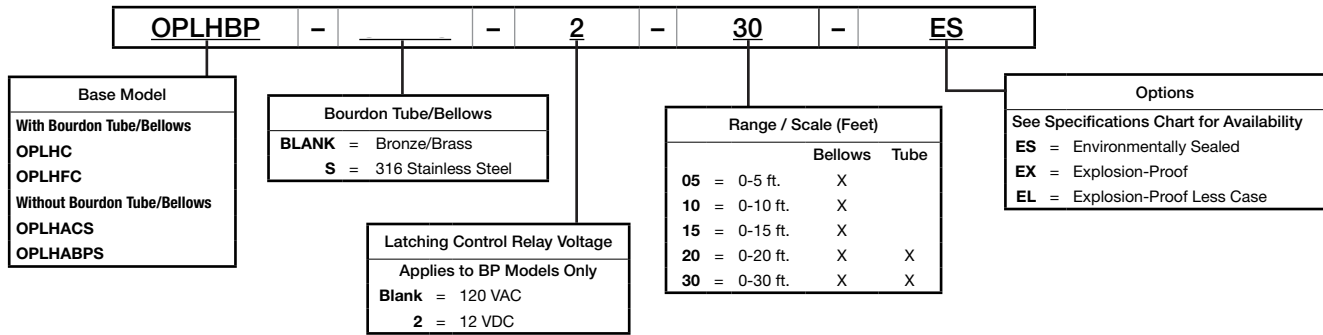 OPLHBP – _ _ _ _ – 2 – 30 – ES
Base Model
With Bourdon Tube/Bellows
OPLHC
OPLHFC
Without Bourdon Tube/Bellows
OPLHACS
OPLHABPS
Bourdon Tube/Bellows
BLANK = Bronze/Brass
S = 316 Stainless Steel
Latching Control Relay Voltage
Applies to BP Models Only
Blank = 120 VAC
2 = 12 VDC
Range / Scale (Feet)
Bellows Tube
05 = 0-5 ft. X
10 = 0-10 ft. X
15 = 0-15 ft. X
20 = 0-20 ft. X X
30 = 0-30 ft. X X
Options
See Specifications Chart for Availability
ES = Environmentally Sealed
EX = Explosion-Proof
EL = Explosion-Proof Less Case